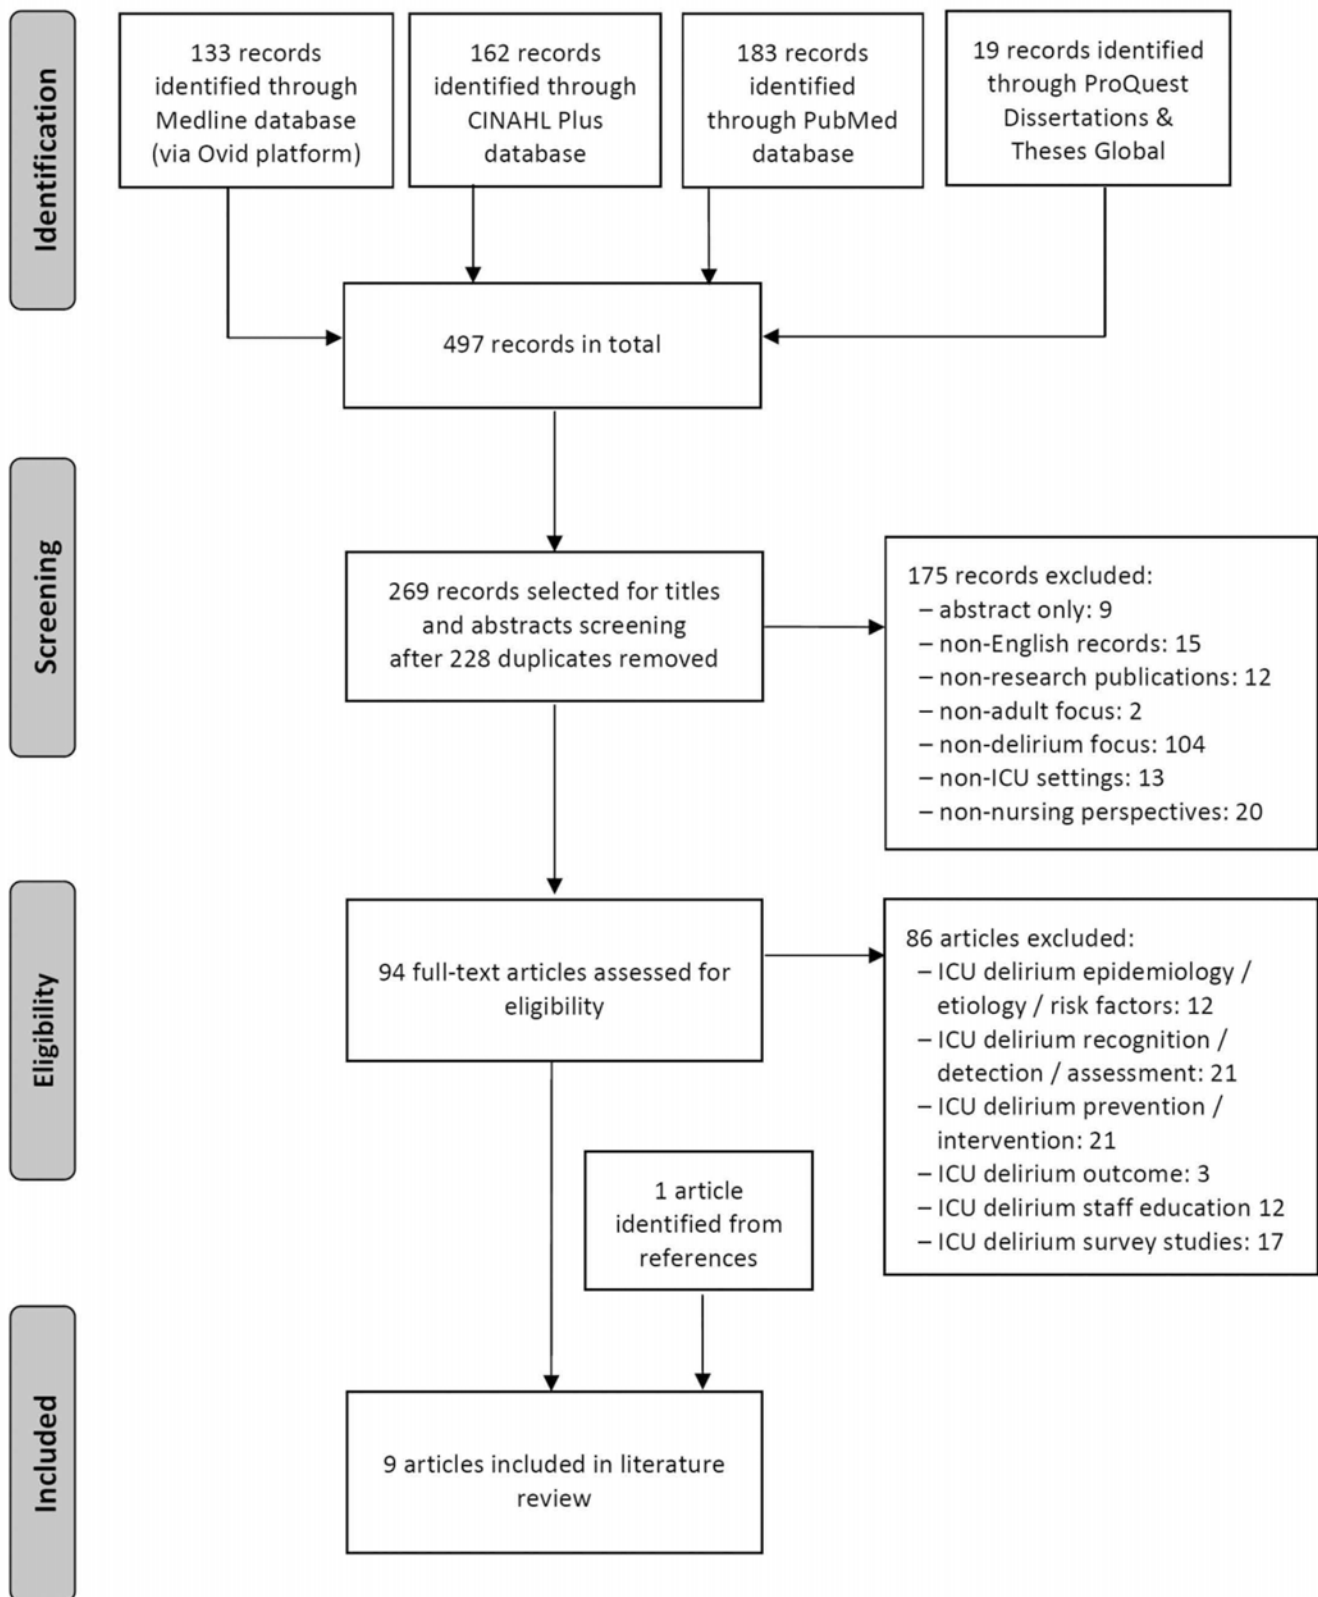 Identification
133 records
identified through
Medline database
(via Ovid platform)
162 records
identified through
CINAHL Plus
database
183 records
identified
through PubMed
database
19 records identified
through ProQuest
Dissertations &
Theses Global
497 records in total
Screening
269 records selected for titles
and abstracts screening
after 228 duplicates removed
175 records excluded:
– abstract only: 9
– non-English records: 15
– non-research publications: 12
– non-adult focus: 2
– non-delirium focus: 104
– non-ICU settings: 13
– non-nursing perspectives: 20
Eligibility
94 full-text articles assessed for
eligibility
86 articles excluded:
– ICU delirium epidemiology /
etiology / risk factors: 12
– ICU delirium recognition /
detection / assessment: 21
– ICU delirium prevention /
intervention: 21
– ICU delirium outcome: 3
– ICU delirium staff education 12
– ICU delirium survey studies: 17
1 article
identified from
references
Included
9 articles included in literature
review